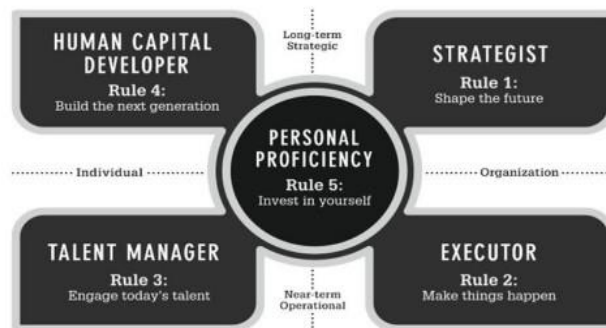 HUMAN CAPITAL
DEVELOPER
Rule 4:
Build the next generation
Long-term
Strategic
STRATEGIST
Rule 1:
Shape the future
Individual
PERSONAL
PROFICIENCY
Rule 5:
Invest in yourself
Organization
TALENT MANAGER
Rule 3:
Engage today's talent
Near-term
Operational
EXECUTOR
Rule 2:
Make things happen